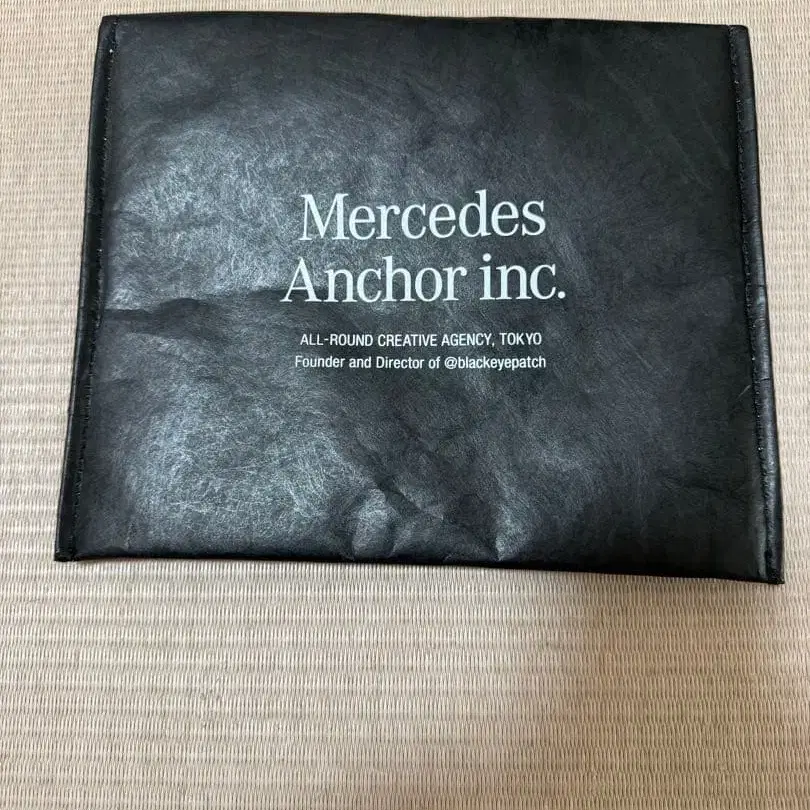 Mercedes
Anchor inc.
ALL-ROUND CREATIVE AGENCY, TOKYO
Founder and Director of @blackeyepatch